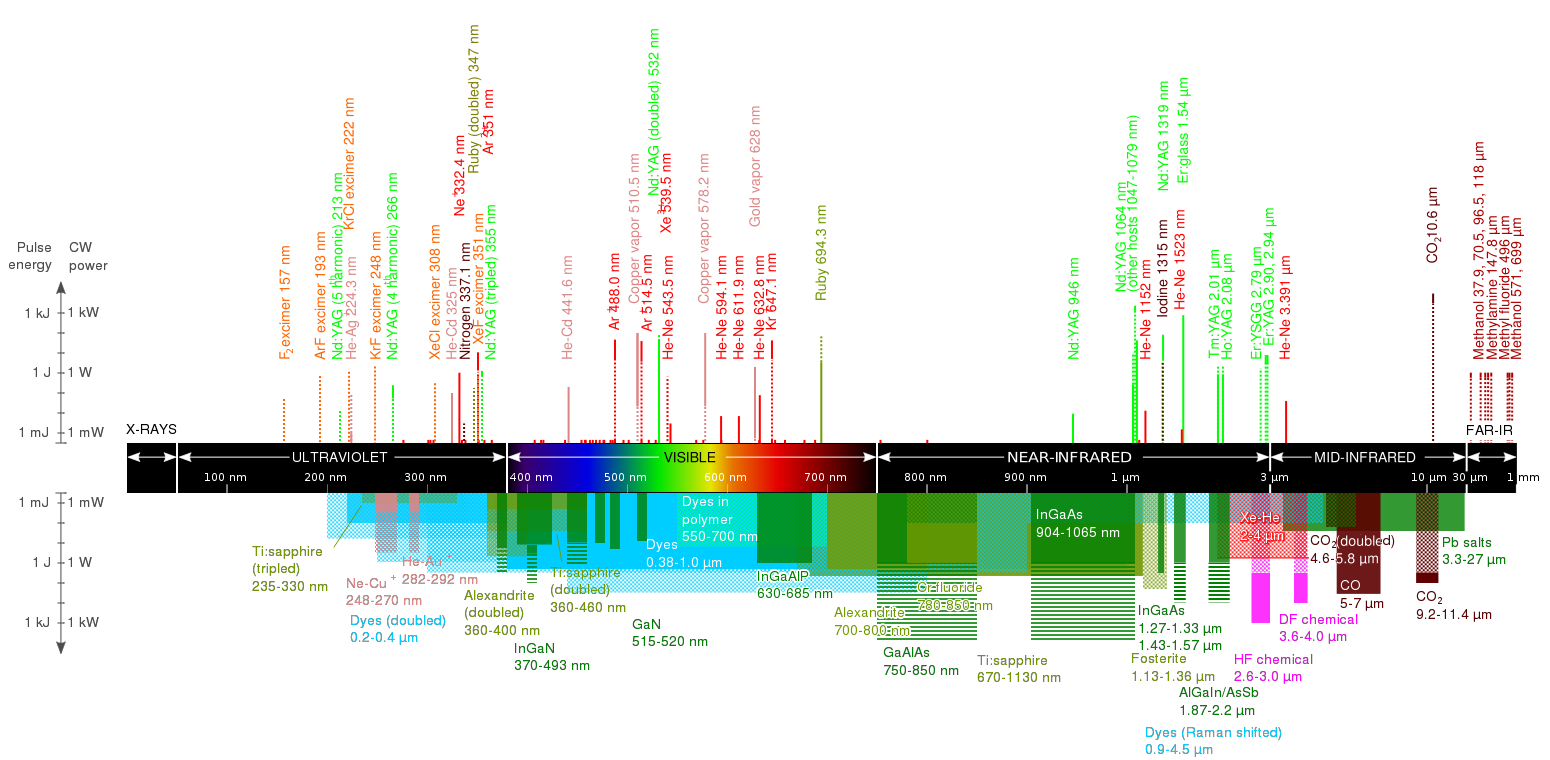 Pulse energy
CW power
1 kJ
1 kW
1 J
1 W
1 mJ
1 mW
F2 excimer 157 nm
ArF excimer 193 nm
Nd:YAG (5th harmonic) 213 nm
KrCl excimer 222 nm
He-Ag+ 224.3 nm
KrF excimer 248 nm
Nd:YAG (4th harmonic) 266 nm
XeCl excimer 308 nm
He-Cd 325 nm
Ne+ 332.4 nm
Nitrogen 337.1 nm
Ruby (doubled) 347 nm
XeF excimer 351 nm
Ar2+ 351 nm
Nd:YAG (tripled) 355 nm
He-Cd 441.6 nm
Ar+ 488.0 nm
Copper vapor 510.5 nm
Ar+ 514.5 nm
Nd:YAG (doubled) 532 nm
Xe3+ 539.5 nm
He-Ne 543.5 nm
Copper vapor 578.2 nm
He-Ne 594.1 nm
He-Ne 611.9 nm
Gold vapor 628 nm
He-Ne 632.8 nm
Kr+ 647.1 nm
Ruby 694.3 nm
Nd:YAG 946 nm
Nd:YAG 1064 nm
(other hosts 1047-1079 nm)
He-Ne 1152 nm
Iodine 1315 nm
Nd:YAG 1319 nm
He-Ne 1523 nm
Er:glass 1.54 µm
Tm:YAG 2.01 µm
Ho:YAG 2.08 µm
Er:YSGG 2.79 µm
Er:YAG 2.90, 2.94 µm
He-Ne 3.391 µm
CO2 10.6 µm
Methanol 37.9, 70.5, 96.5, 118 µm
Methylamine 147.8 µm
Methyl fluoride 496 µm
Methanol 571, 699 µm
X-RAYS
ULTRAVIOLET
VISIBLE
NEAR-INFRARED
MID-INFRARED
FAR-IR
100 nm
200 nm
300 nm
400 nm
500 nm
600 nm
700 nm
800 nm
900 nm
1 µm
3 µm
10 µm
30 µm
1 mm
1 mJ
1 mW
1 J
1 W
1 kJ
1 kW
Ti:sapphire
(tripled)
235-330 nm
Ne-Cu+
248-270 nm
He-Au+
282-292 nm
Dyes (doubled)
0.2-0.4 µm
Alexandrite
(doubled)
360-400 nm
InGaN
370-493 nm
Ti:sapphire
(doubled)
360-460 nm
GaN
515-520 nm
Dyes
0.38-1.0 µm
Dyes in
polymer
550-700 nm
InGaAlP
630-685 nm
Alexandrite
700-800 nm
Cr fluoride
780-850 nm
GaAlAs
750-850 nm
Ti:sapphire
670-1130 nm
InGaAs
904-1065 nm
InGaAs
1.27-1.33 µm
1.43-1.57 µm
Fosterite
1.13-1.36 µm
AlGaIn/AsSb
1.87-2.2 µm
Dyes (Raman shifted)
0.9-4.5 µm
Xe-He
2-4 µm
HF chemical
2.6-3.0 µm
DF chemical
3.6-4.0 µm
CO2 (doubled)
4.6-5.8 µm
CO
5-7 µm
CO2
9.2-11.4 µm
Pb salts
3.3-27 µm